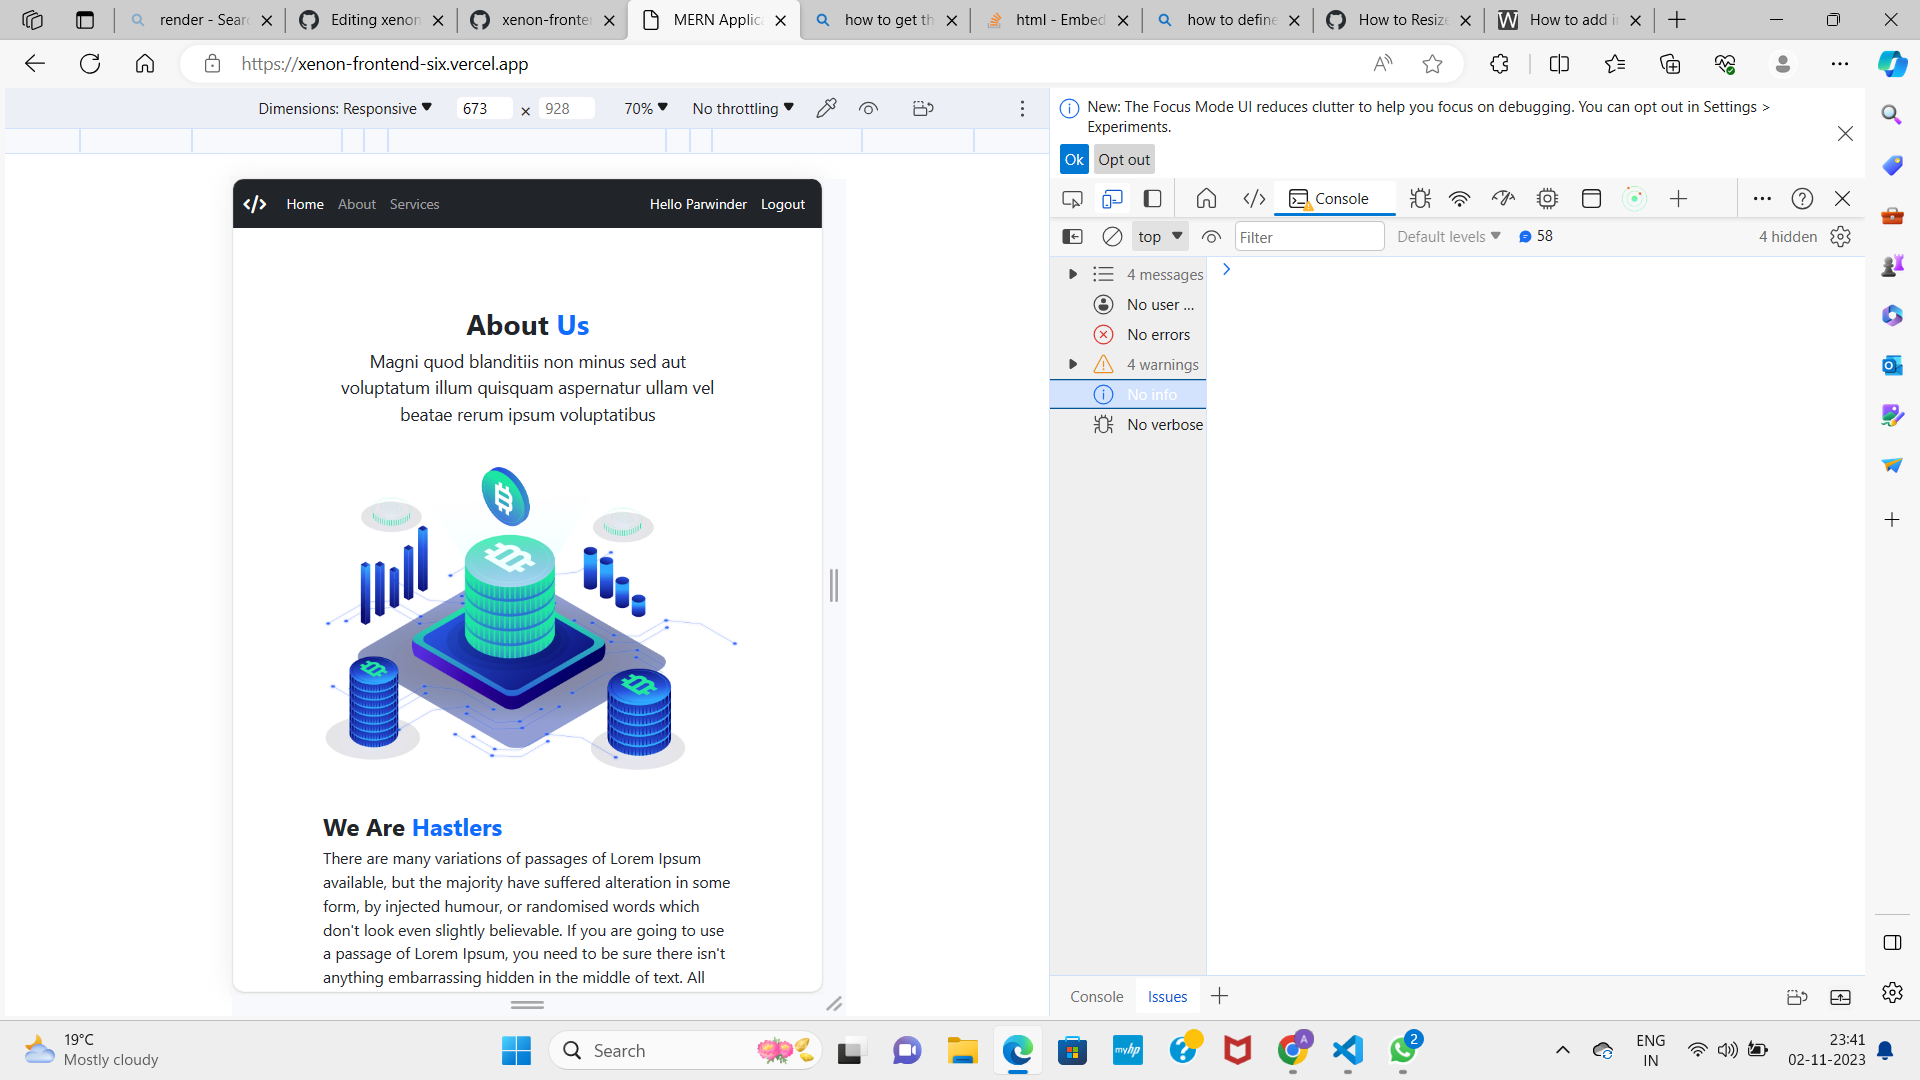 render - Sear
Editing xenon
xenon-fronte
MERN Applica
how to get th
html - Embed
how to define
How to Resize
How to add i
https://xenon-frontend-six.vercel.app
Dimensions: Responsive
673 × 928
70%
No throttling
New: The Focus Mode UI reduces clutter to help you focus on debugging. You can opt out in Settings >
Experiments.
Ok
Opt out
Console
top
Filter
Default levels
58
4 hidden
4 messages
No user ...
No errors
4 warnings
No info
No verbose
</> Home About Services
Hello Parwinder Logout
About Us
Magni quod blanditiis non minus sed aut
voluptatum illum quisquam aspernatur ullam vel
beatae rerum ipsum voluptatibus
We Are Hastlers
There are many variations of passages of Lorem Ipsum
available, but the majority have suffered alteration in some
form, by injected humour, or randomised words which
don't look even slightly believable. If you are going to use
a passage of Lorem Ipsum, you need to be sure there isn't
anything embarrassing hidden in the middle of text. All
Console
Issues
19°C
Mostly cloudy
Search
myhp
A
2
ENG
IN
23:41
02-11-2023